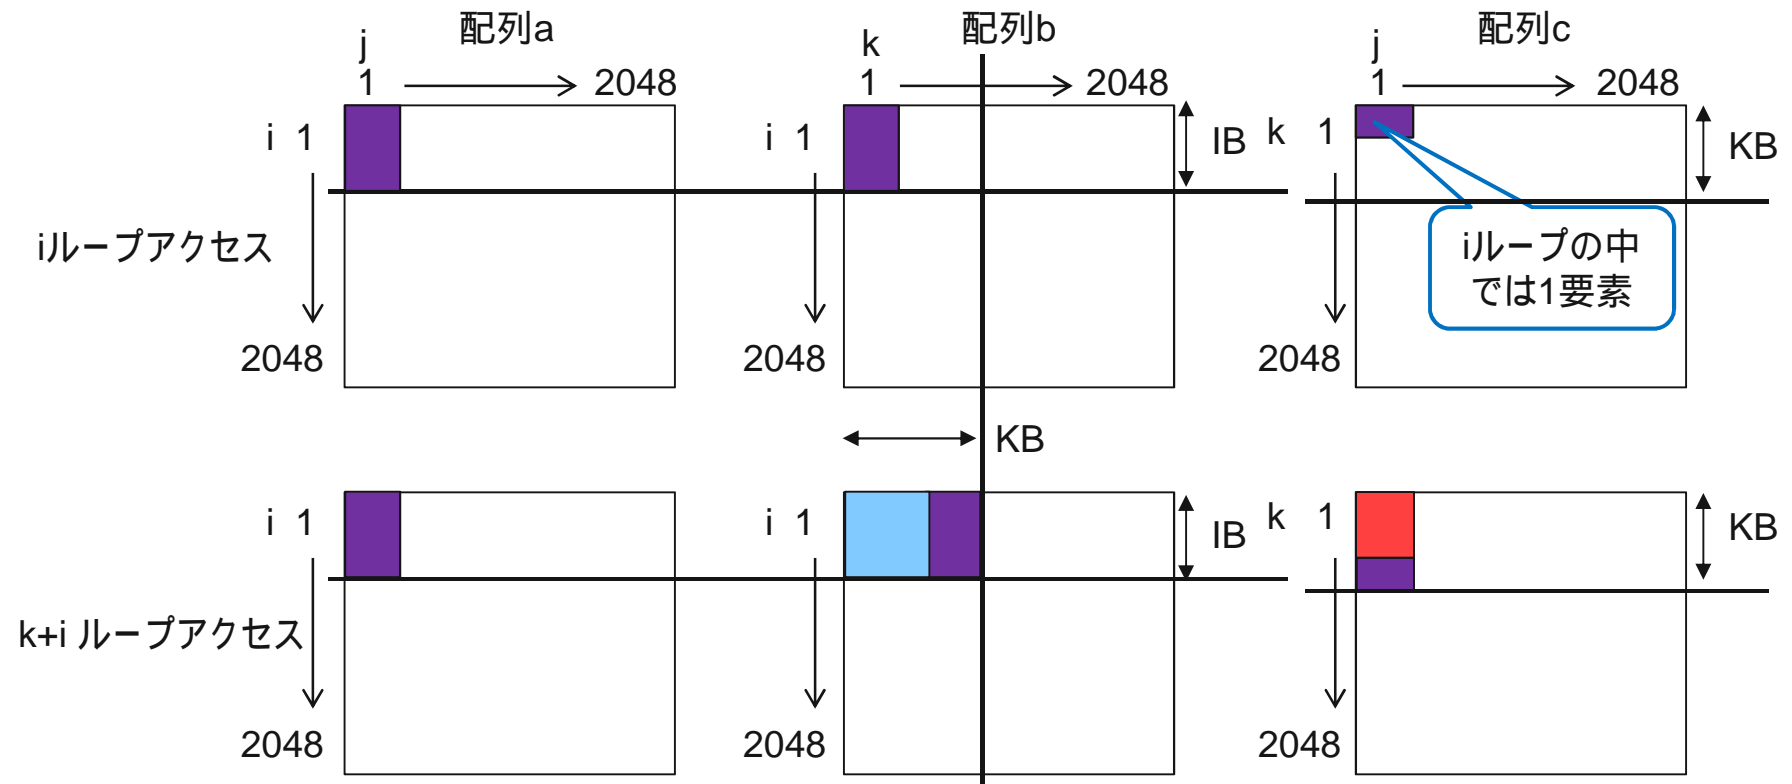 配列a
配列b
配列c
j
k
j
1
2048
1
2048
1
2048
i 1
i 1
IB
k 1
KB
iループアクセス
iループの中
では1要素
2048
2048
2048
KB
i 1
i 1
IB
k 1
KB
k+i ループアクセス
2048
2048
2048